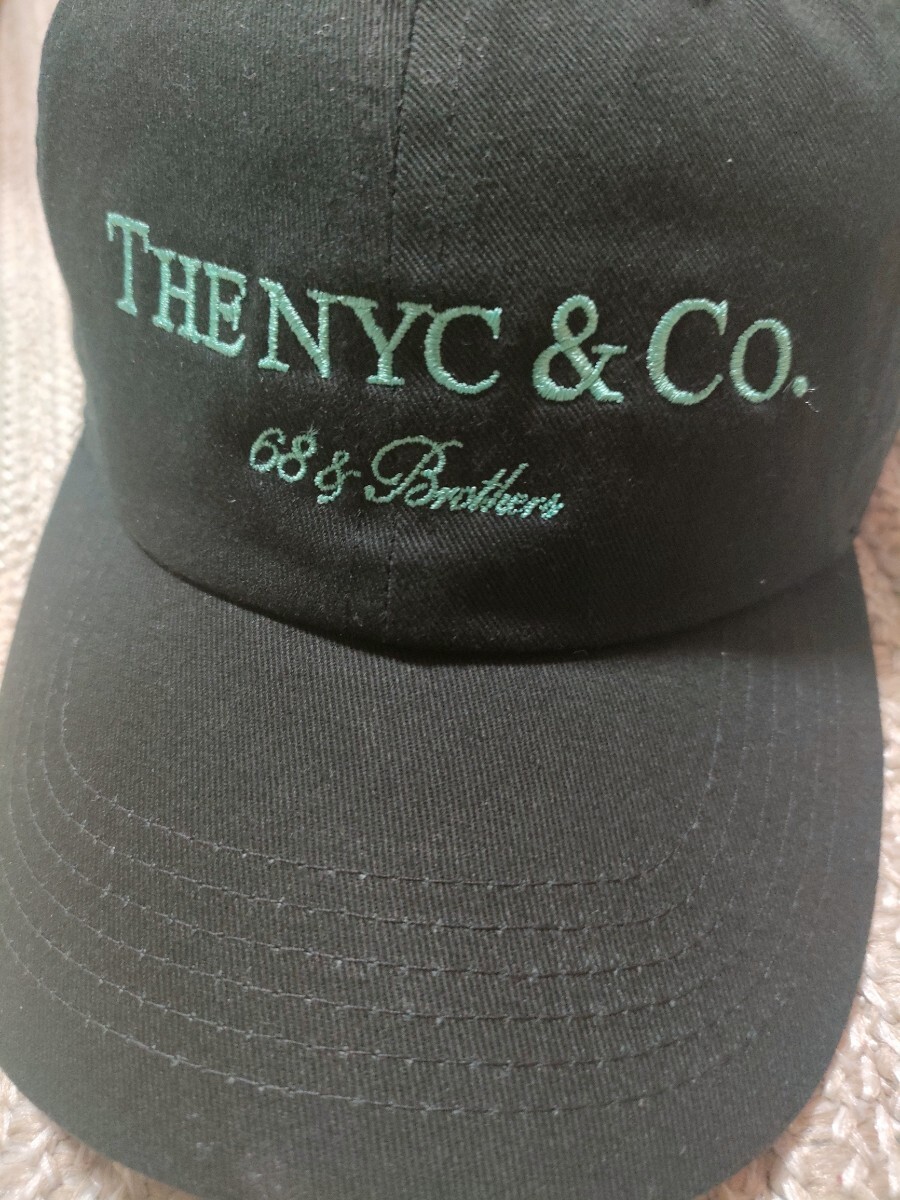 THE NYC & CO.
68 & Brothers